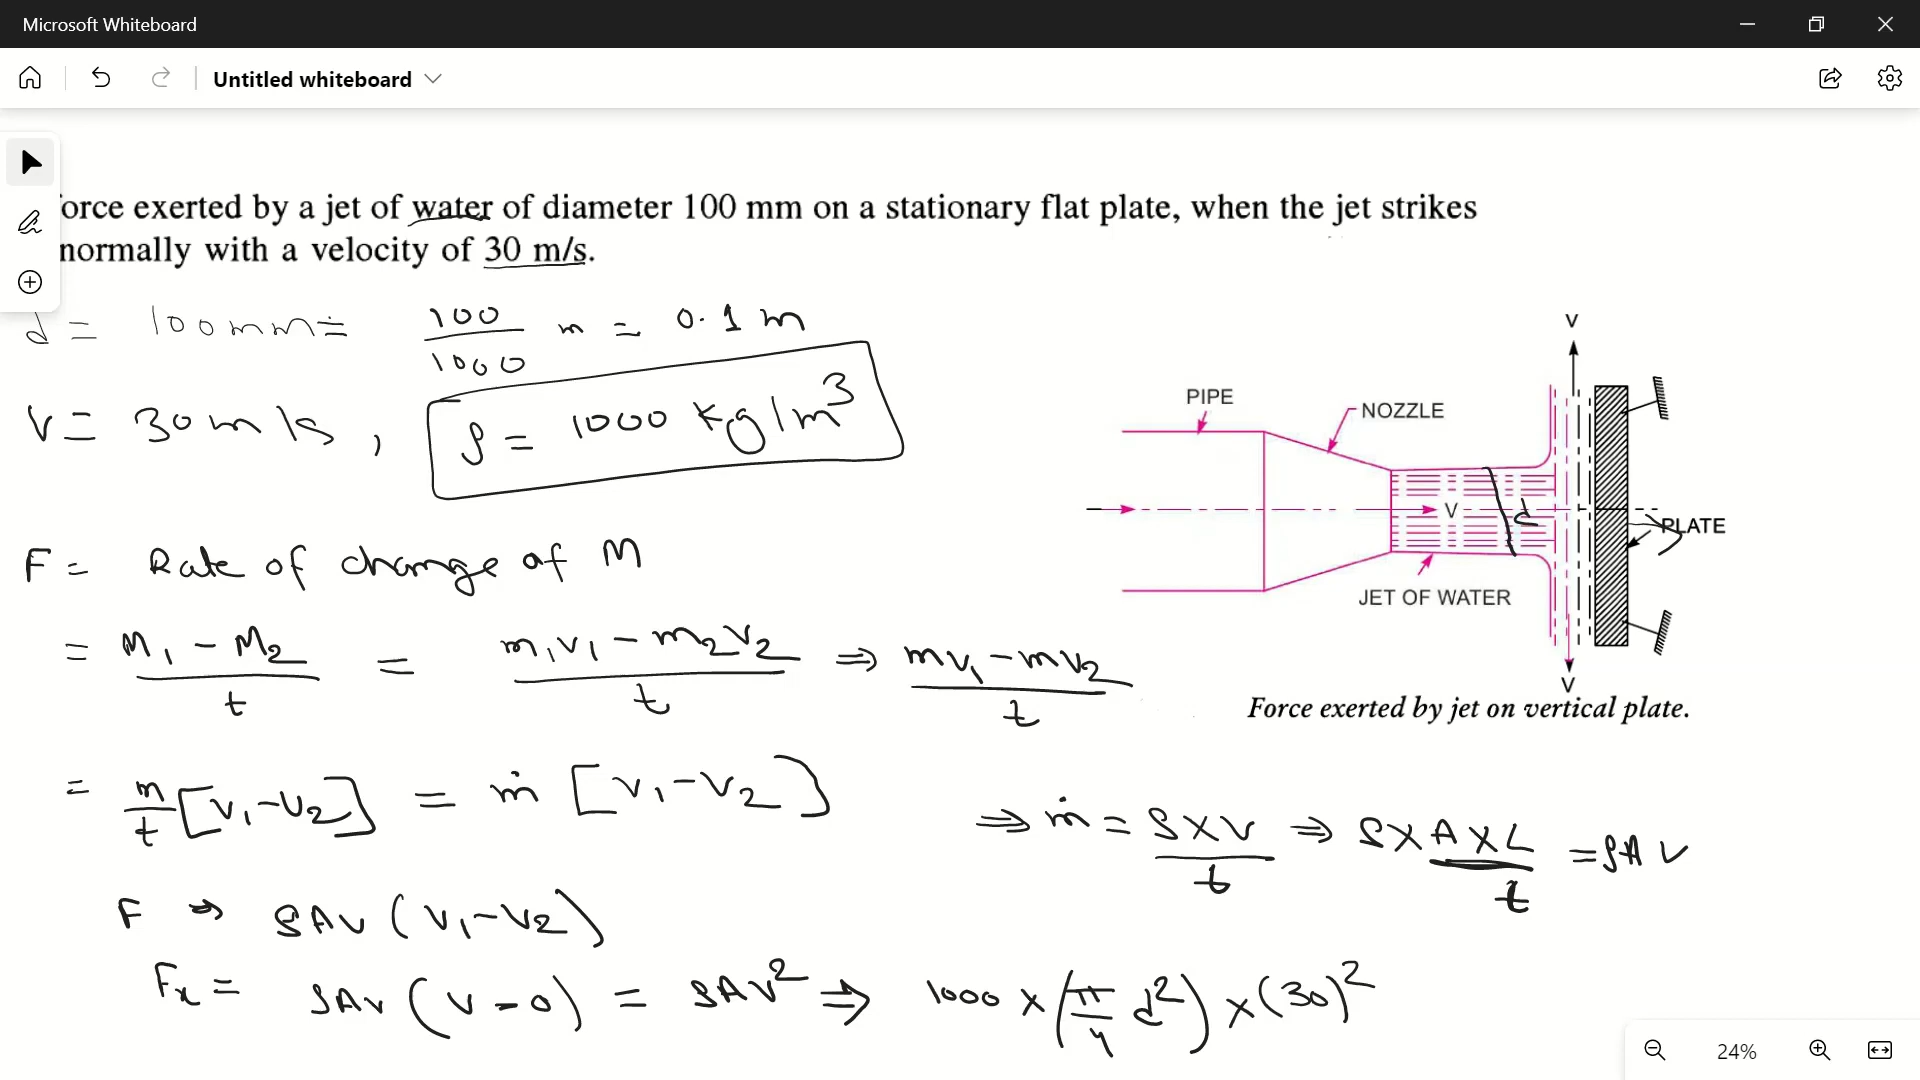 Microsoft Whiteboard
Untitled whiteboard
orce exerted by a jet of water of diameter 100 mm on a stationary flat plate, when the jet strikes
normally with a velocity of 30 m/s.
d = 100mm = 100/1000 m = 0.1 m
V = 30 m/s, ρ = 1000 kg/m³
F = Rate of change of M
= M₁ - M₂ / t = m₁v₁ - m₂v₂ / t ⇒ mv₁ - mv₂ / t
= m/t [v₁ - v₂] = ṁ [v₁ - v₂]
⇒ ṁ = ρ × V / t ⇒ ρ × A × L / t = ρAV
F ⇒ ρAV (V₁ - V₂)
Fx = ρAV (V - 0) = ρAV² ⇒ 1000 × (π/4 d²) × (30)²
V
PIPE
NOZZLE
V
d
PLATE
JET OF WATER
V
Force exerted by jet on vertical plate.
24%